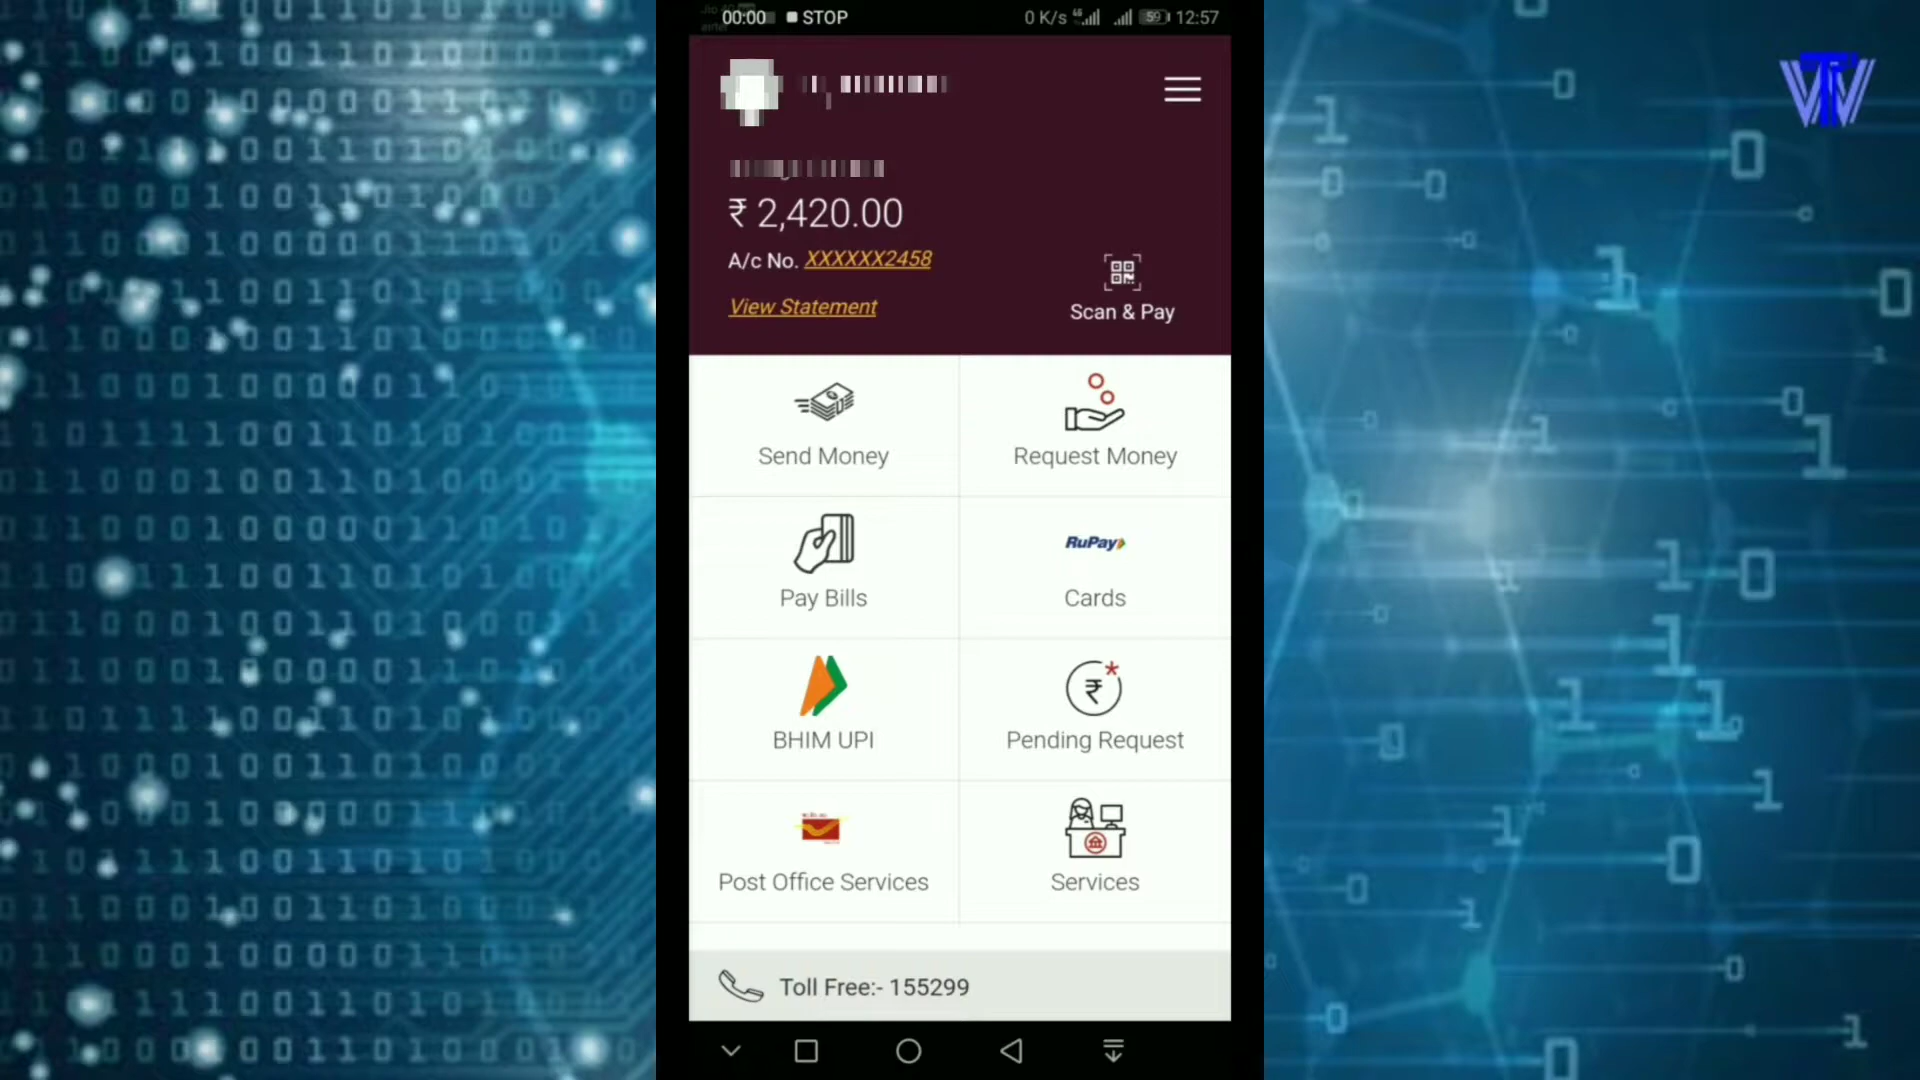 00:00 STOP 0 K/s 59 12:57
₹ 2,420.00
A/c No. XXXXXX2458
View Statement
Scan & Pay
Send Money
Request Money
Pay Bills
RuPay
Cards
BHIM UPI
₹*
Pending Request
Post Office Services
Services
Toll Free:- 155299